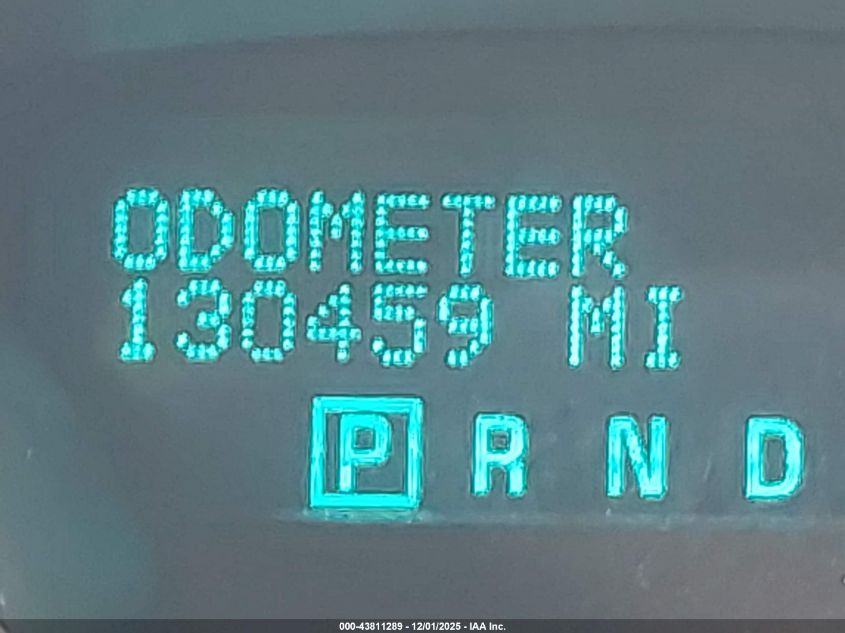 ODOMETER
130459 MI
P R N D
000-43811289 - 12/01/2025 - IAA Inc.